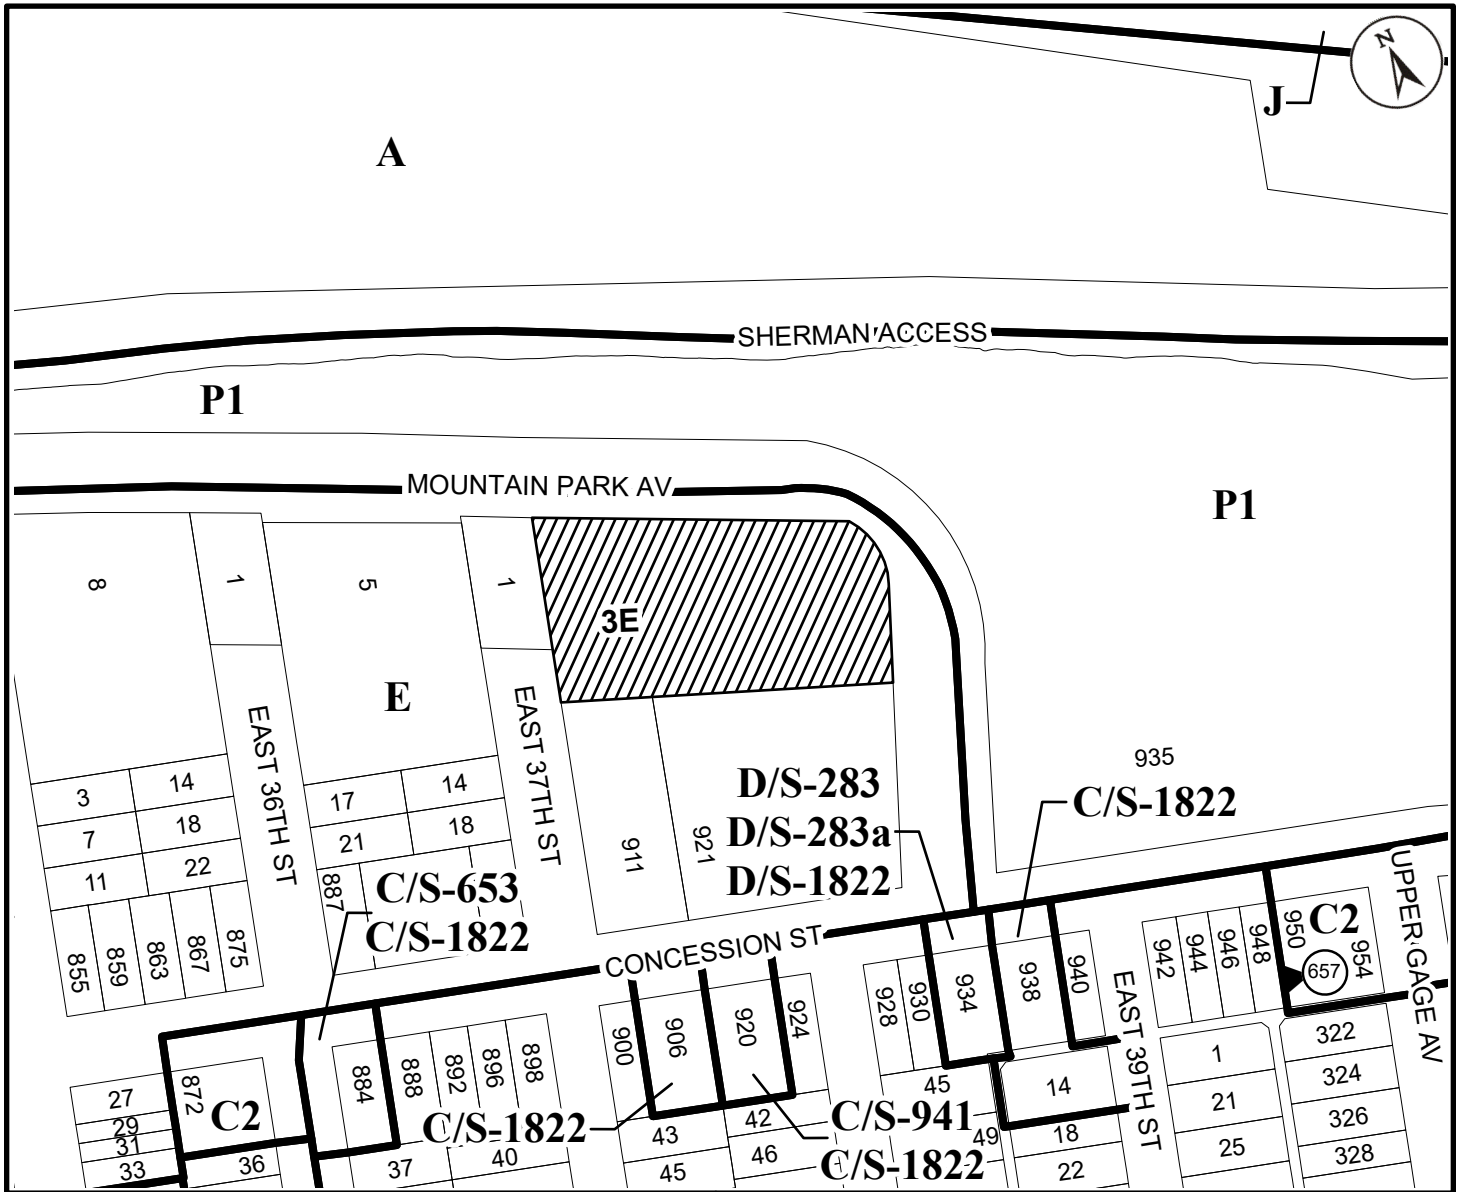 N
J
A
SHERMAN ACCESS
P1
MOUNTAIN PARK AV
P1
8
1
5
1
3E
E
EAST 36TH ST
EAST 37TH ST
935
3
14
7
18
11
22
17
14
21
18
887
911
921
D/S-283
D/S-283a
D/S-1822
C/S-1822
C/S-653
C/S-1822
855
859
863
867
875
CONCESSION ST
UPPER GAGE AV
C2
950
954
657
942
944
946
948
928
930
934
938
940
EAST 39TH ST
900
906
920
924
872
C2
884
888
892
896
898
27
29
31
33
36
37
40
C/S-1822
43
45
42
46
C/S-941
C/S-1822
45
49
14
18
22
1
21
25
322
324
326
328